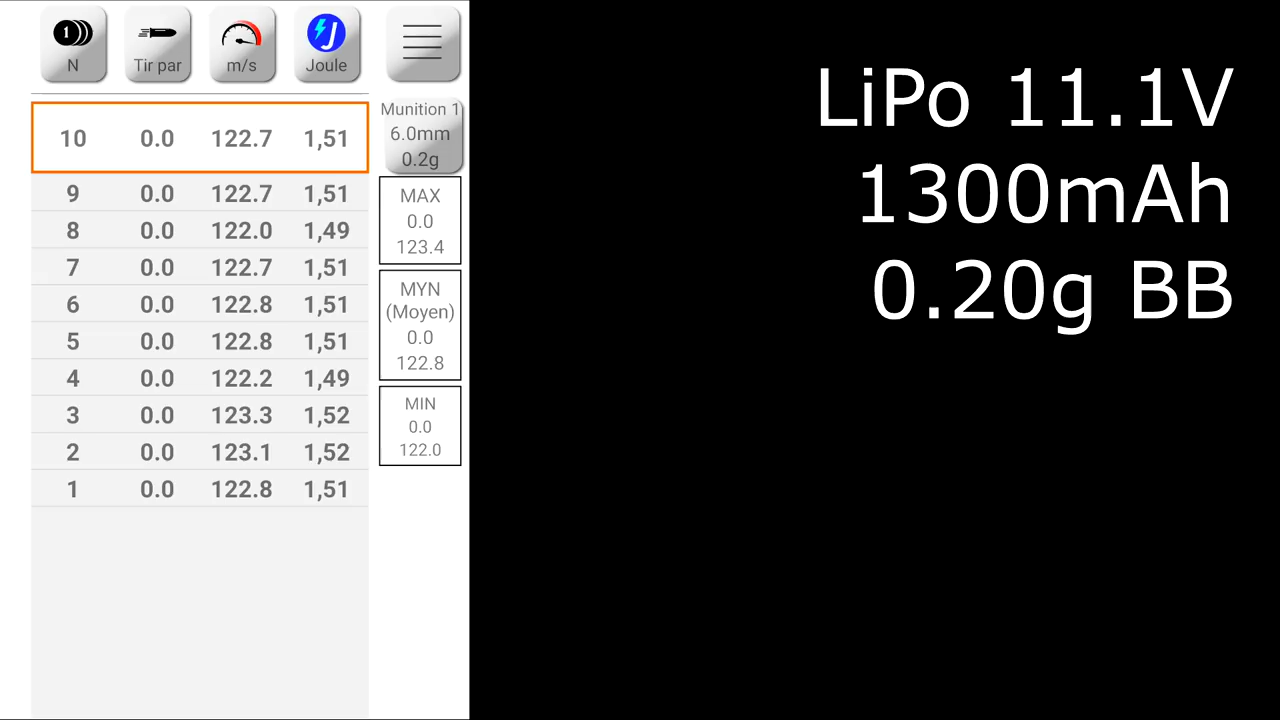 1
N
Tir par
m/s
J
Joule
10 0.0 122.7 1,51
9 0.0 122.7 1,51
8 0.0 122.0 1,49
7 0.0 122.7 1,51
6 0.0 122.8 1,51
5 0.0 122.8 1,51
4 0.0 122.2 1,49
3 0.0 123.3 1,52
2 0.0 123.1 1,52
1 0.0 122.8 1,51
Munition 1
6.0mm
0.2g
MAX
0.0
123.4
MYN
(Moyen)
0.0
122.8
MIN
0.0
122.0
LiPo 11.1V
1300mAh
0.20g BB